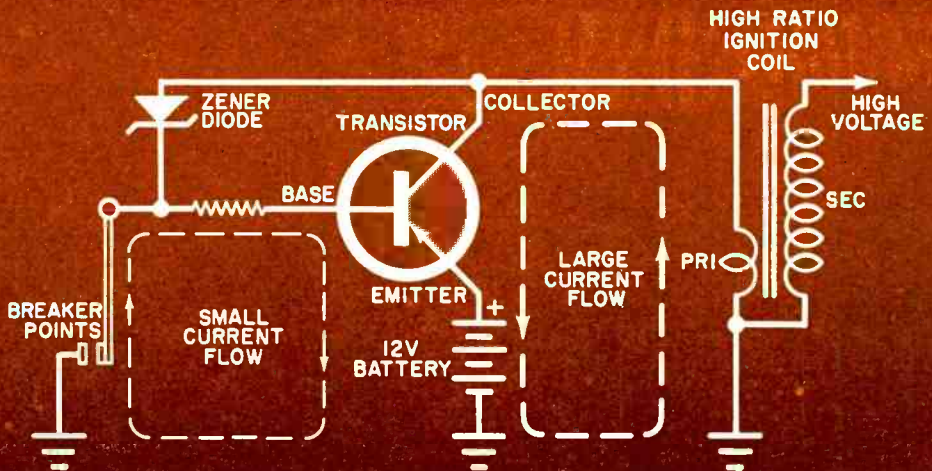 HIGH RATIO
IGNITION
COIL
ZENER
DIODE
TRANSISTOR
COLLECTOR
HIGH
VOLTAGE
BASE
SEC
LARGE
CURRENT
FLOW
PRI
EMITTER
BREAKER
POINTS
SMALL
CURRENT
FLOW
+
12V
BATTERY